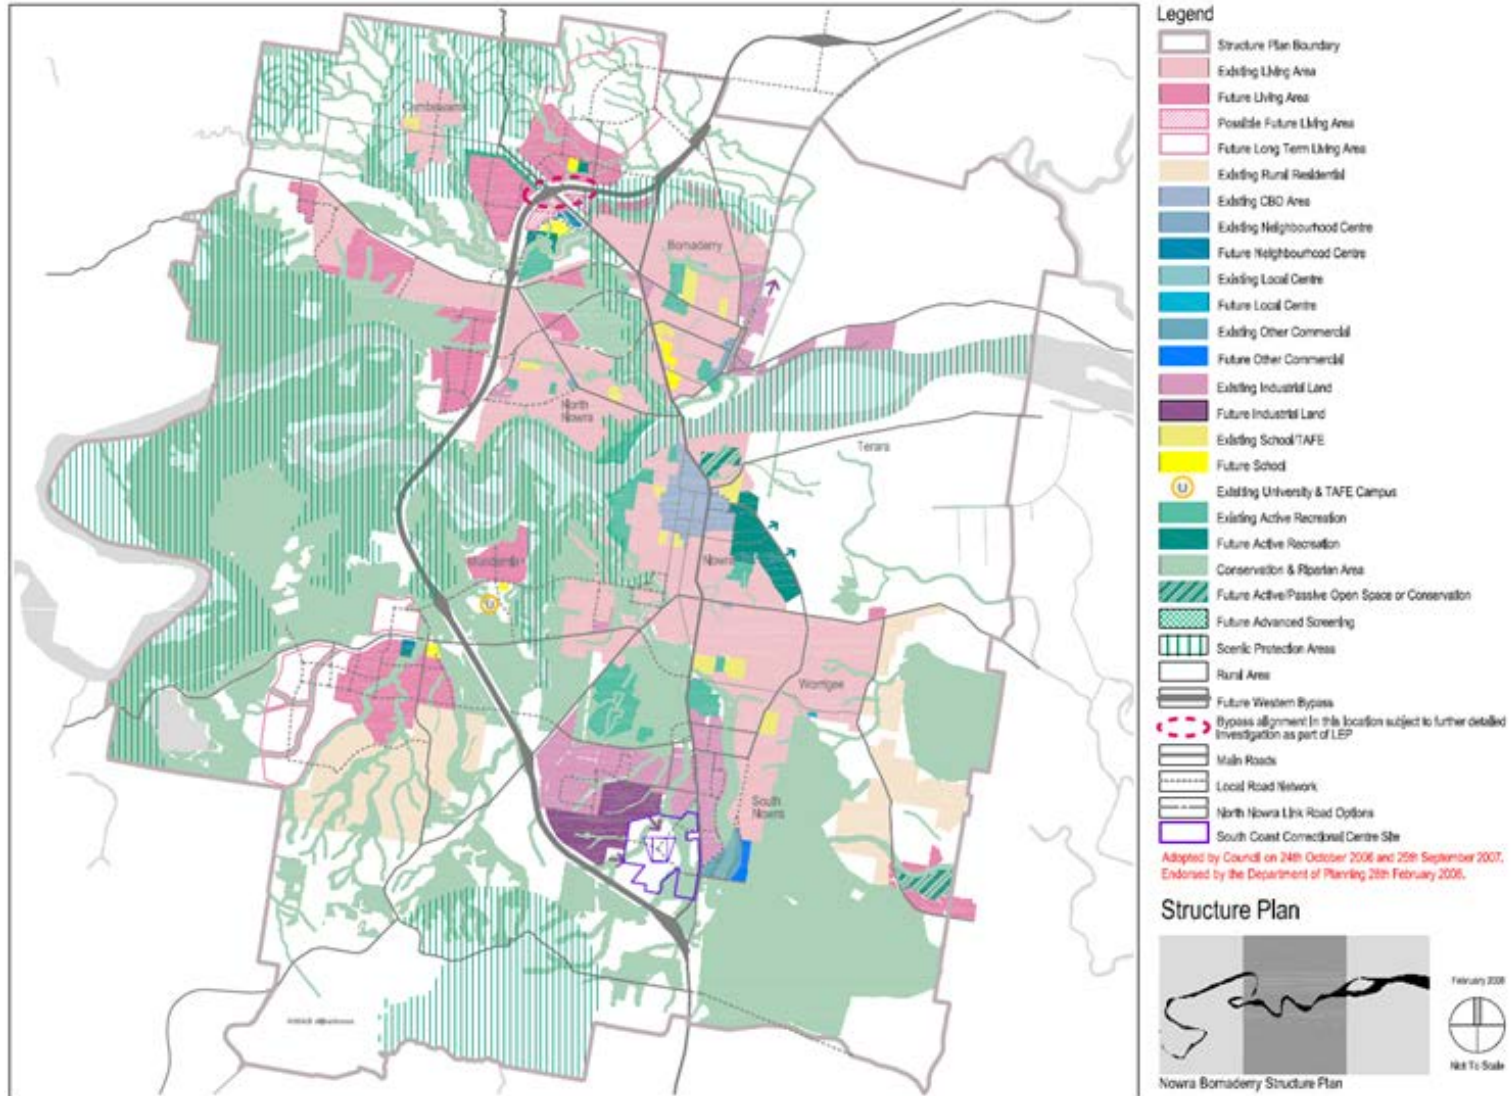 Legend
Structure Plan Boundary
Existing Living Area
Future Living Area
Possible Future Living Area
Future Long Term Living Area
Existing Rural Residential
Existing CBD Area
Existing Neighbourhood Centre
Future Neighbourhood Centre
Existing Local Centre
Future Local Centre
Existing Other Commercial
Future Other Commercial
Existing Industrial Land
Future Industrial Land
Existing School/TAFE
Future School
U
Existing University & TAFE Campus
Existing Active Recreation
Future Active Recreation
Conservation & Riparian Area
Future Active/Passive Open Space or Conservation
Future Advanced Screening
Scenic Protection Areas
Rural Area
Future Western Bypass
Bypass alignment in this location subject to further detailed
investigation as part of LEP
Main Roads
Local Road Network
North Nowra Link Road Options
South Coast Correctional Centre Site
Adopted by Council on 24th October 2006 and 25th September 2007.
Endorsed by the Department of Planning 28th February 2008.
Structure Plan
February 2008
Not To Scale
Nowra Bomaderry Structure Plan
Cambewarra
Bomaderry
North
Nowra
Terara
Nowra
Mundamia
U
Worrigee
South
Nowra